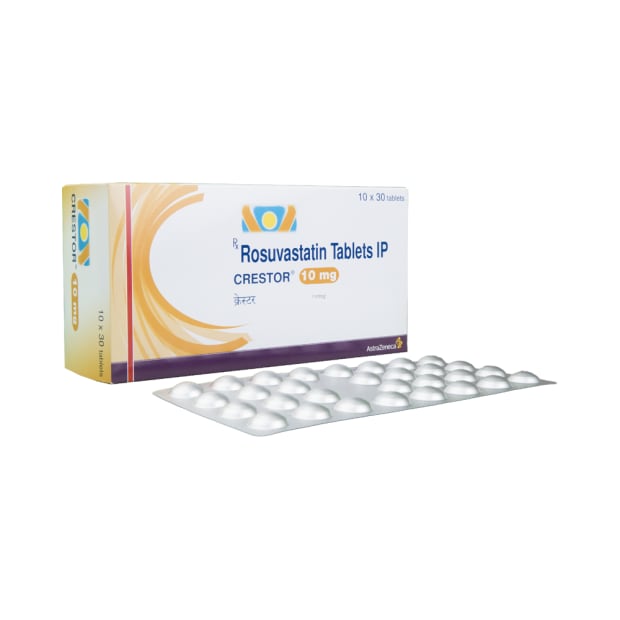 CRESTOR® 10 mg
10 x 30 tablets
10 x 30 tablets
Rx Rosuvastatin Tablets IP
CRESTOR® 10 mg
क्रेस्टर
AstraZeneca